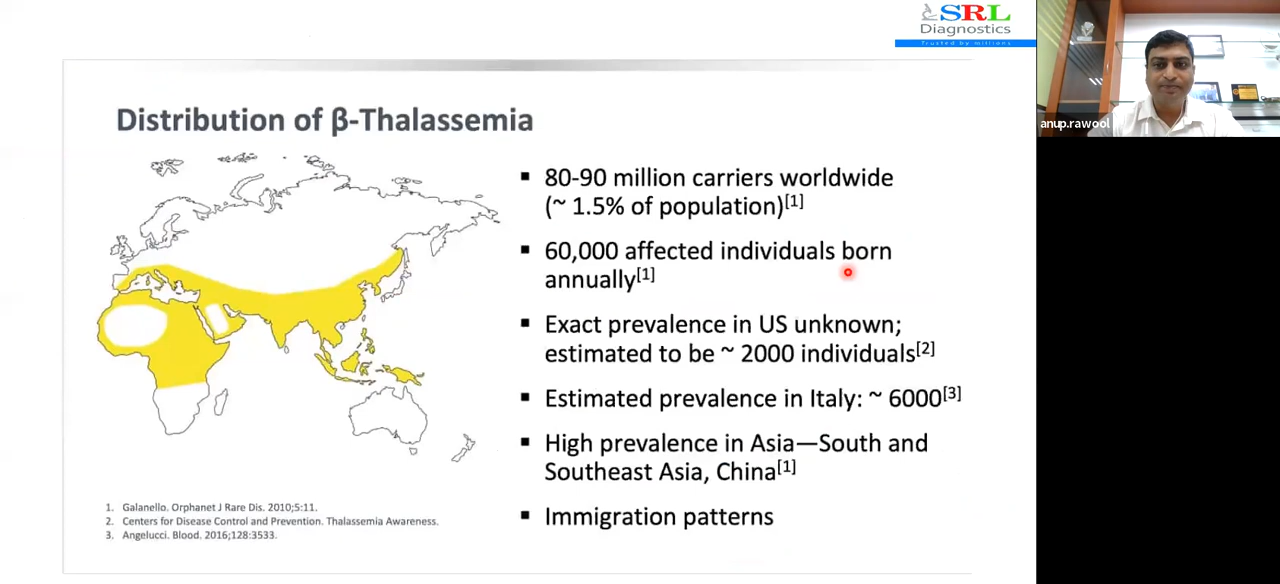 SRL
Diagnostics
Trusted by millions
anup.rawool
Distribution of β-Thalassemia
▪ 80-90 million carriers worldwide
(~ 1.5% of population)[1]
▪ 60,000 affected individuals born
annually[1]
▪ Exact prevalence in US unknown;
estimated to be ~ 2000 individuals[2]
▪ Estimated prevalence in Italy: ~ 6000[3]
▪ High prevalence in Asia—South and
Southeast Asia, China[1]
▪ Immigration patterns
1. Galanello. Orphanet J Rare Dis. 2010;5:11.
2. Centers for Disease Control and Prevention. Thalassemia Awareness.
3. Angelucci. Blood. 2016;128:3533.